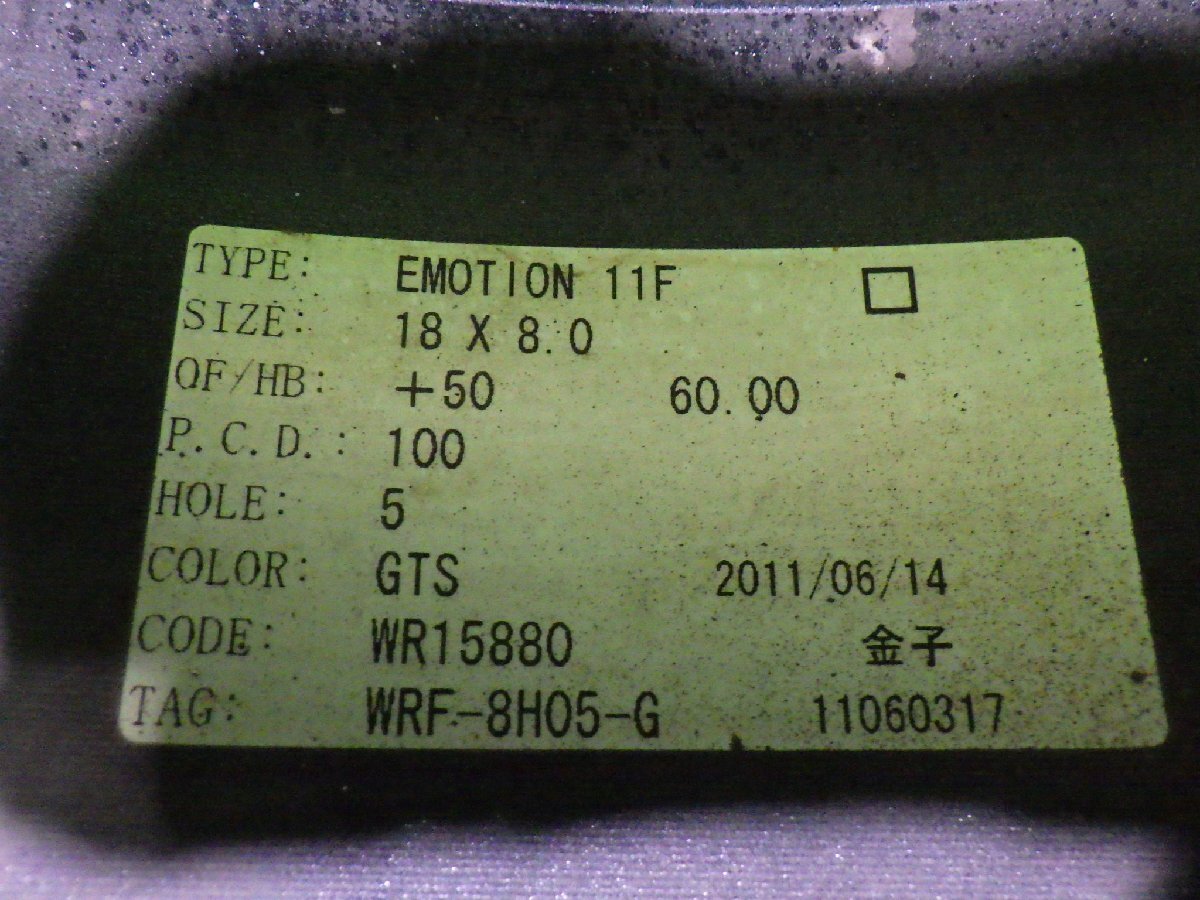 TYPE: EMOTION 11F □
SIZE: 18 X 8.0
OF/HB: +50 60.00
P.C.D.: 100
HOLE: 5
COLOR: GTS 2011/06/14
CODE: WR15880 金子
TAG: WRF-8H05-G 11060317